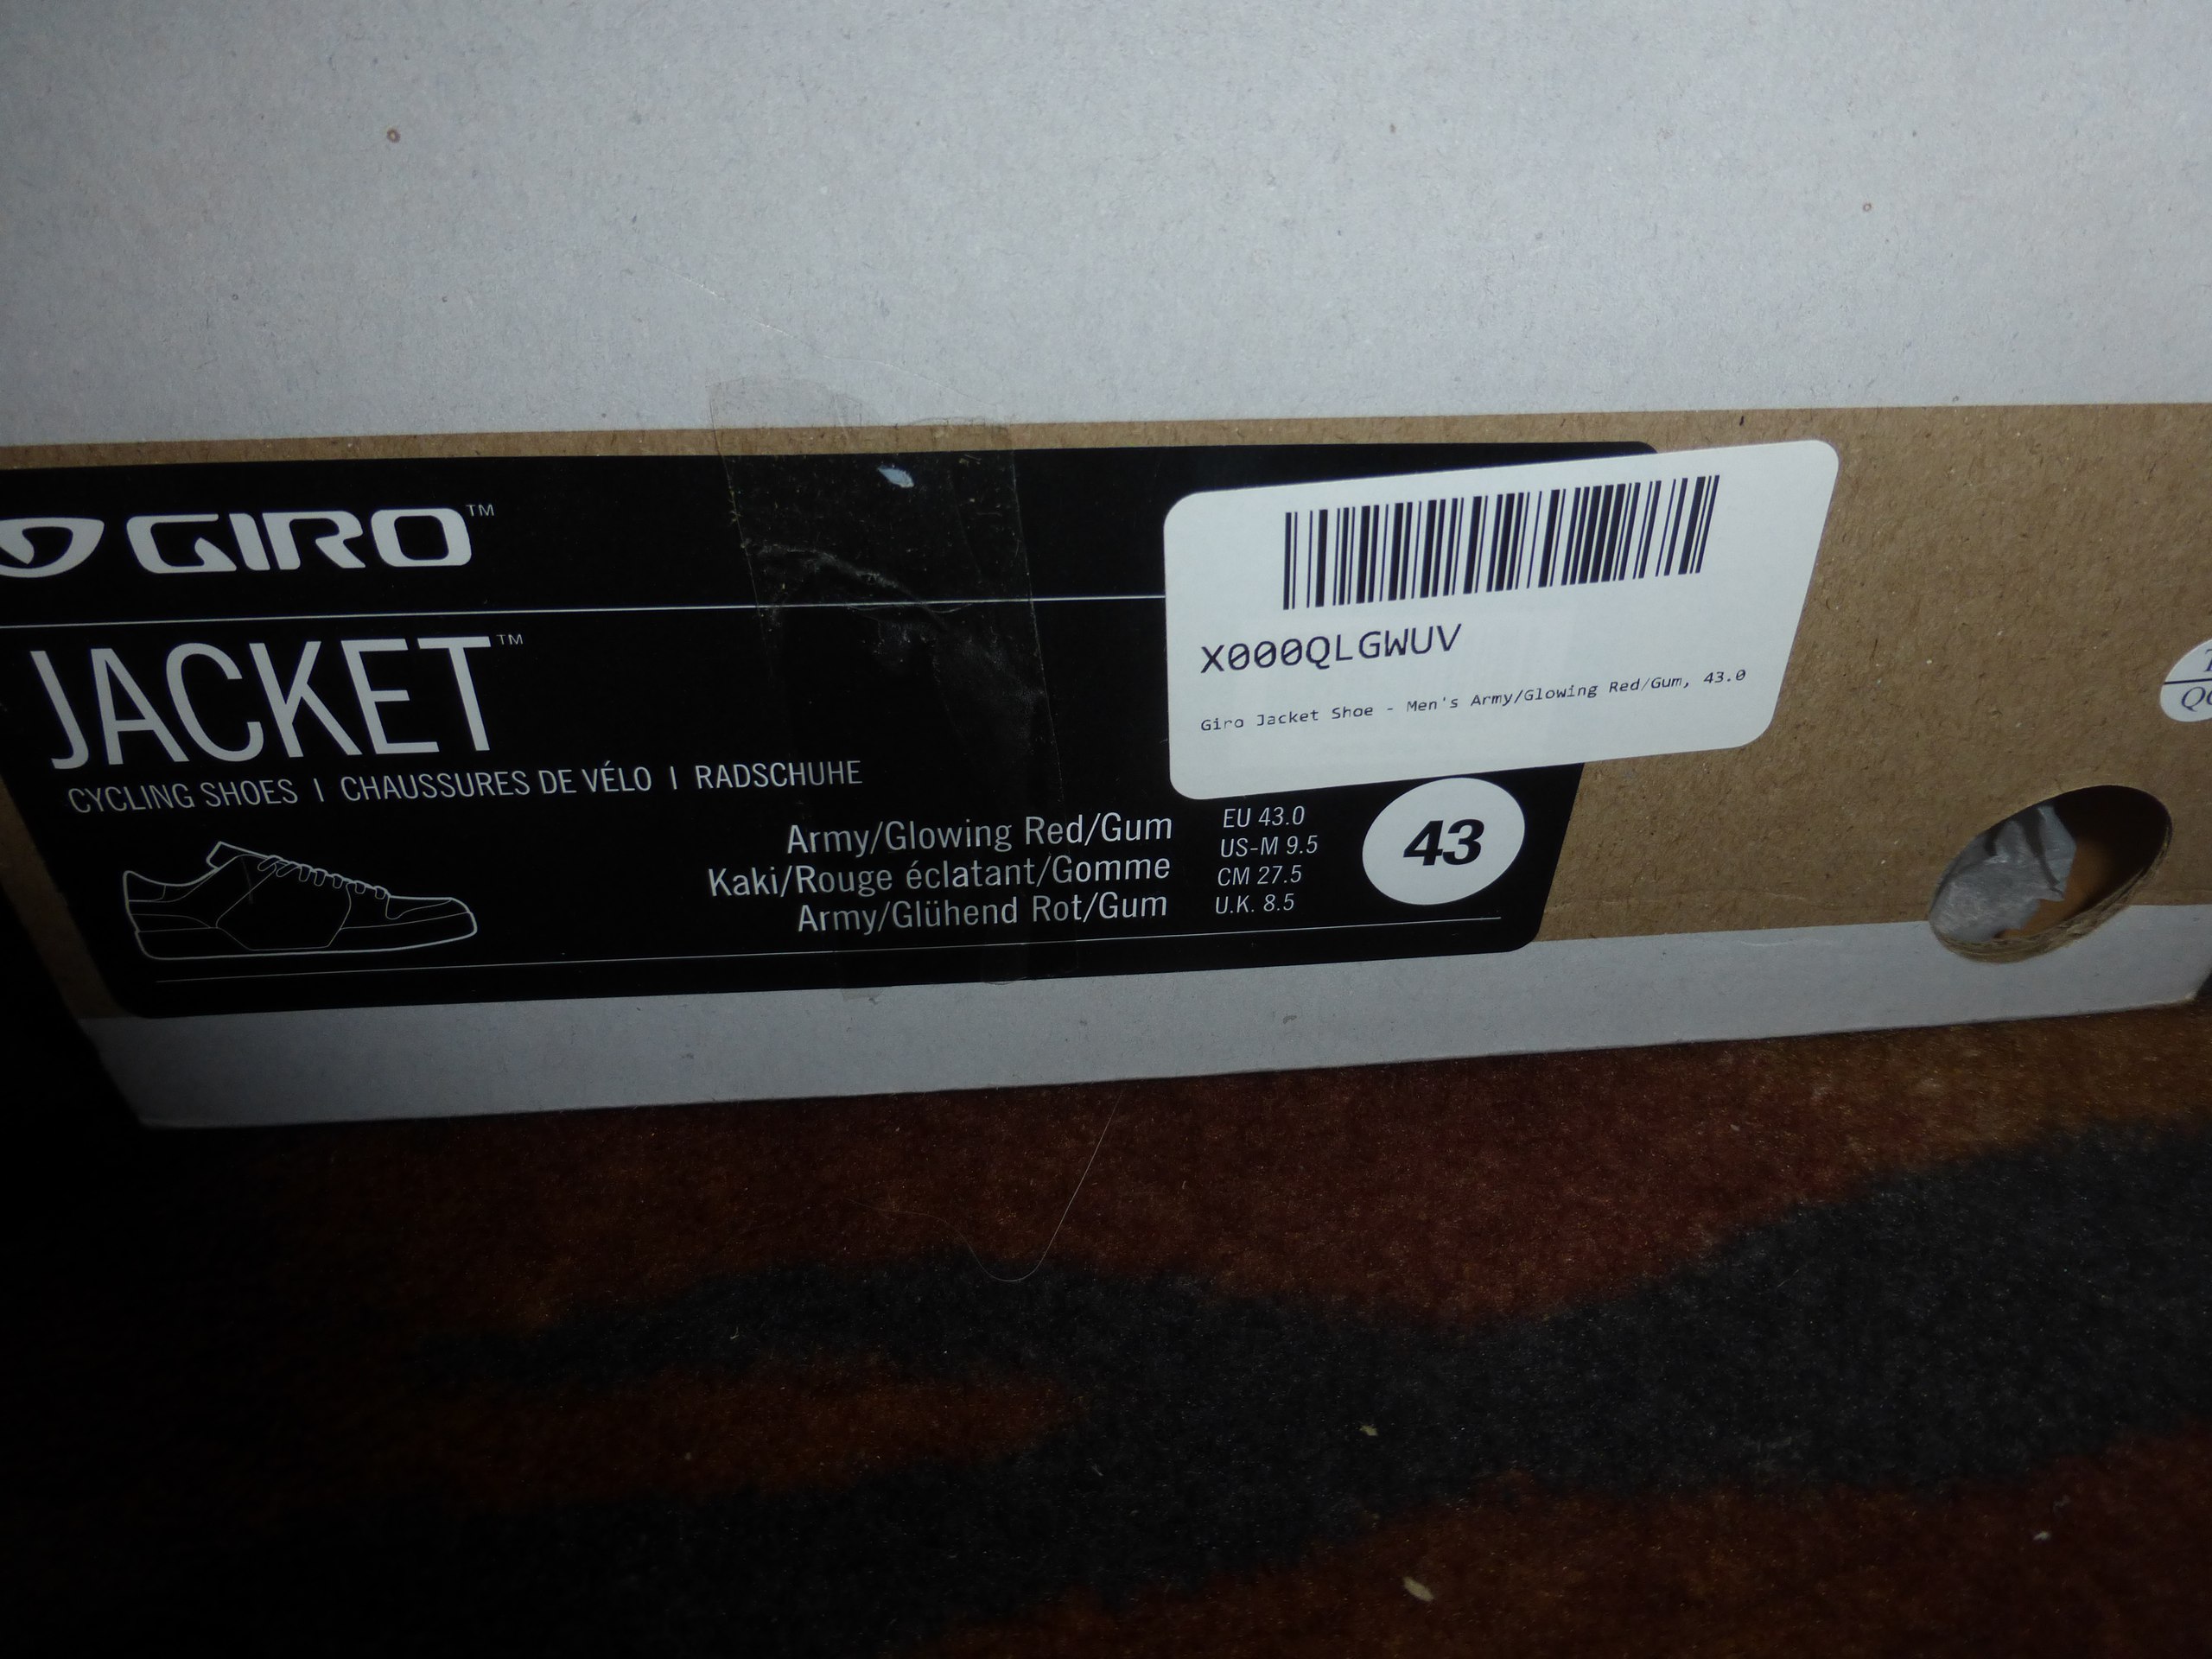 GIRO™
JACKET™
CYCLING SHOES | CHAUSSURES DE VÉLO | RADSCHUHE
Army/Glowing Red/Gum
Kaki/Rouge éclatant/Gomme
Army/Glühend Rot/Gum
EU 43.0
US-M 9.5
CM 27.5
U.K. 8.5
43
X000QLGWUV
Giro Jacket Shoe - Men's Army/Glowing Red/Gum, 43.0